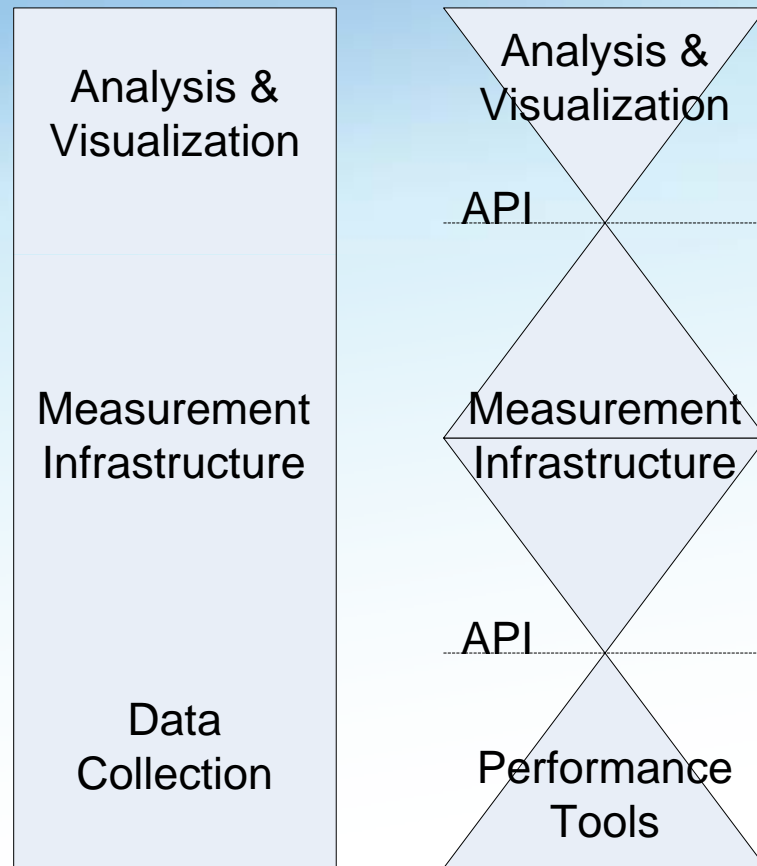 Analysis &
Visualization
Measurement
Infrastructure
Data
Collection
Analysis &
Visualization
API
Measurement
Infrastructure
API
Performance
Tools